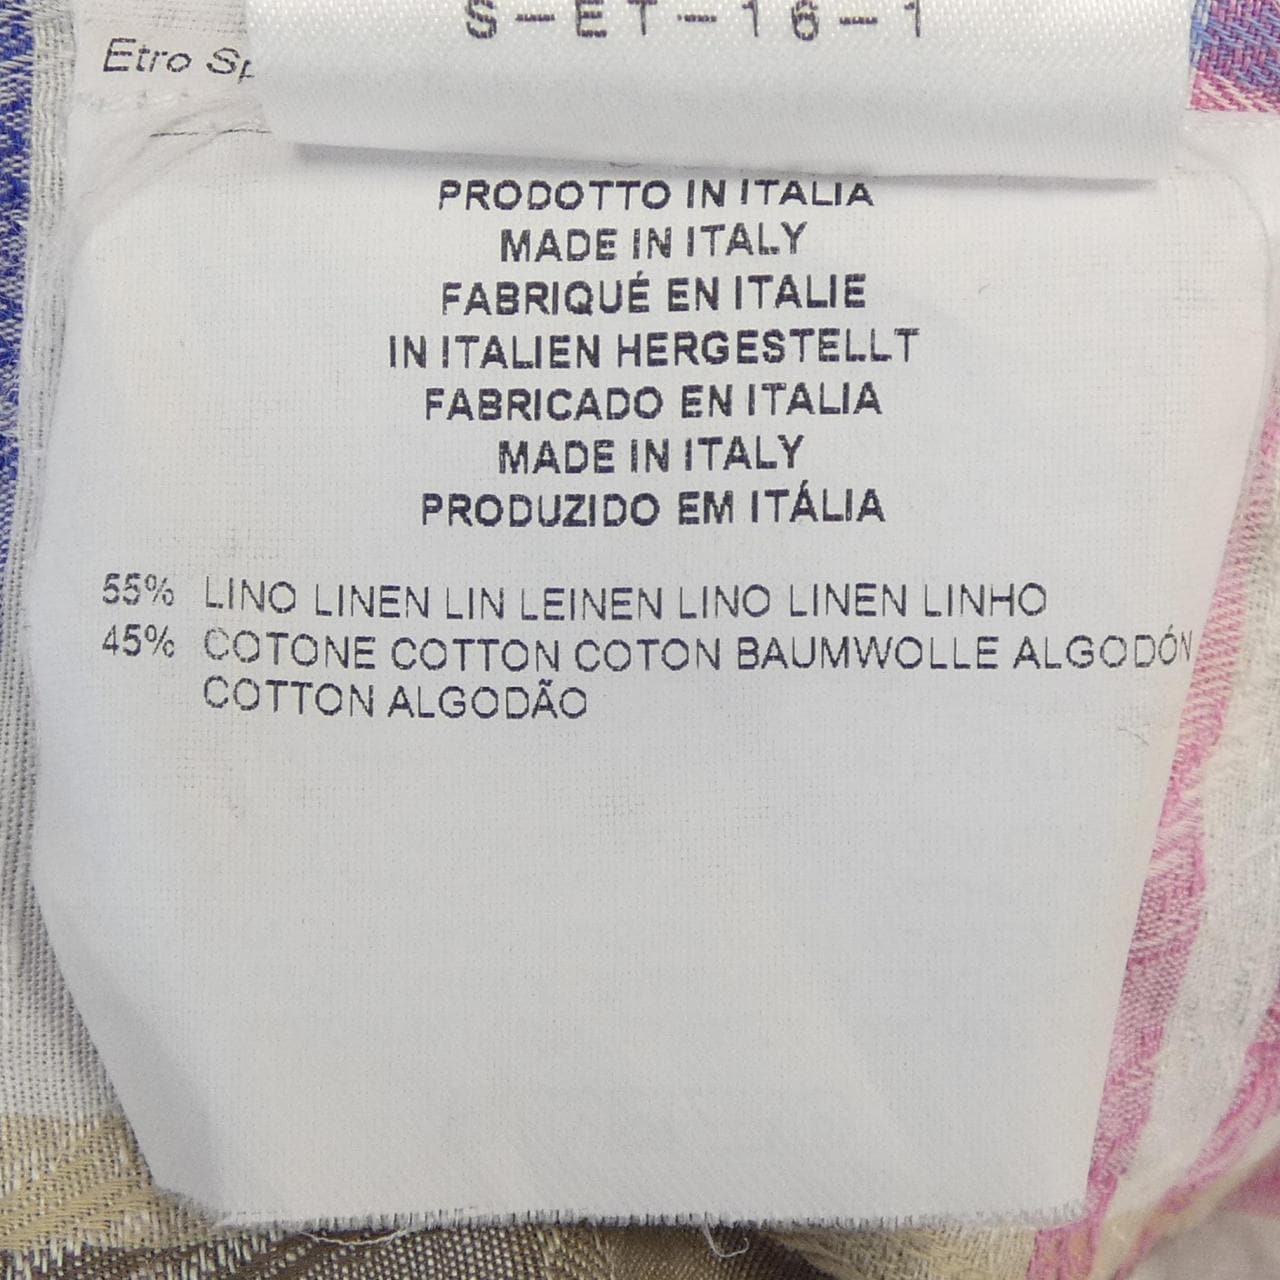 S-ET-16-1
Etro
PRODOTTO IN ITALIA
MADE IN ITALY
FABRIQUÉ EN ITALIE
IN ITALIEN HERGESTELLT
FABRICADO EN ITALIA
MADE IN ITALY
PRODUZIDO EM ITÁLIA
55% LINO LINEN LIN LEINEN LINO LINEN LINHO
45% COTONE COTTON COTON BAUMWOLLE ALGODÓN
COTTON ALGODÃO